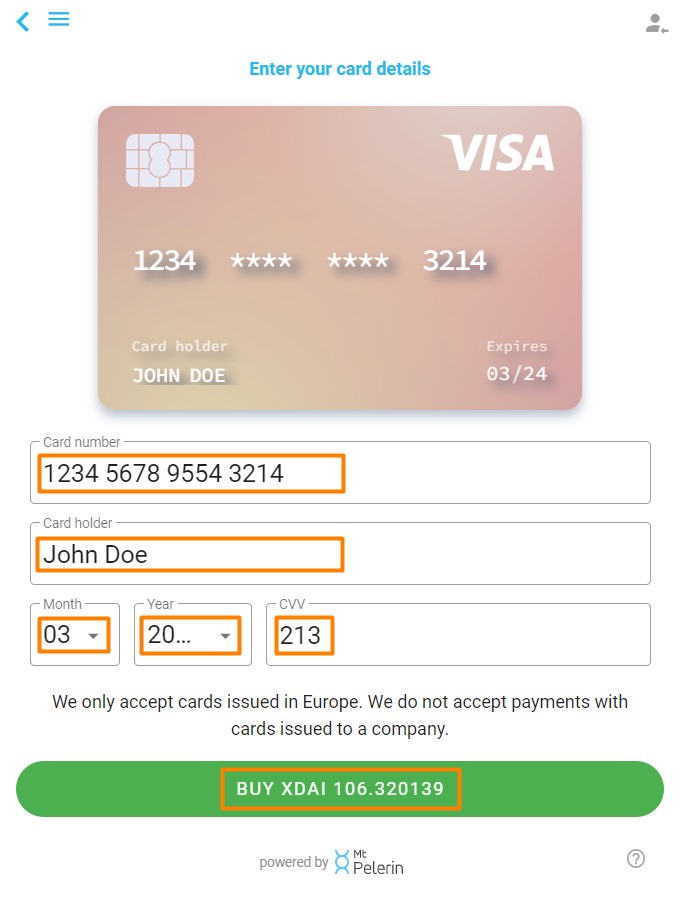 Enter your card details
VISA
1234 **** **** 3214
Card holder Expires
JOHN DOE 03/24
Card number
1234 5678 9554 3214
Card holder
John Doe
Month Year CVV
03 20... 213
We only accept cards issued in Europe. We do not accept payments with
cards issued to a company.
BUY XDAI 106.320139
powered by Mt Pelerin
?